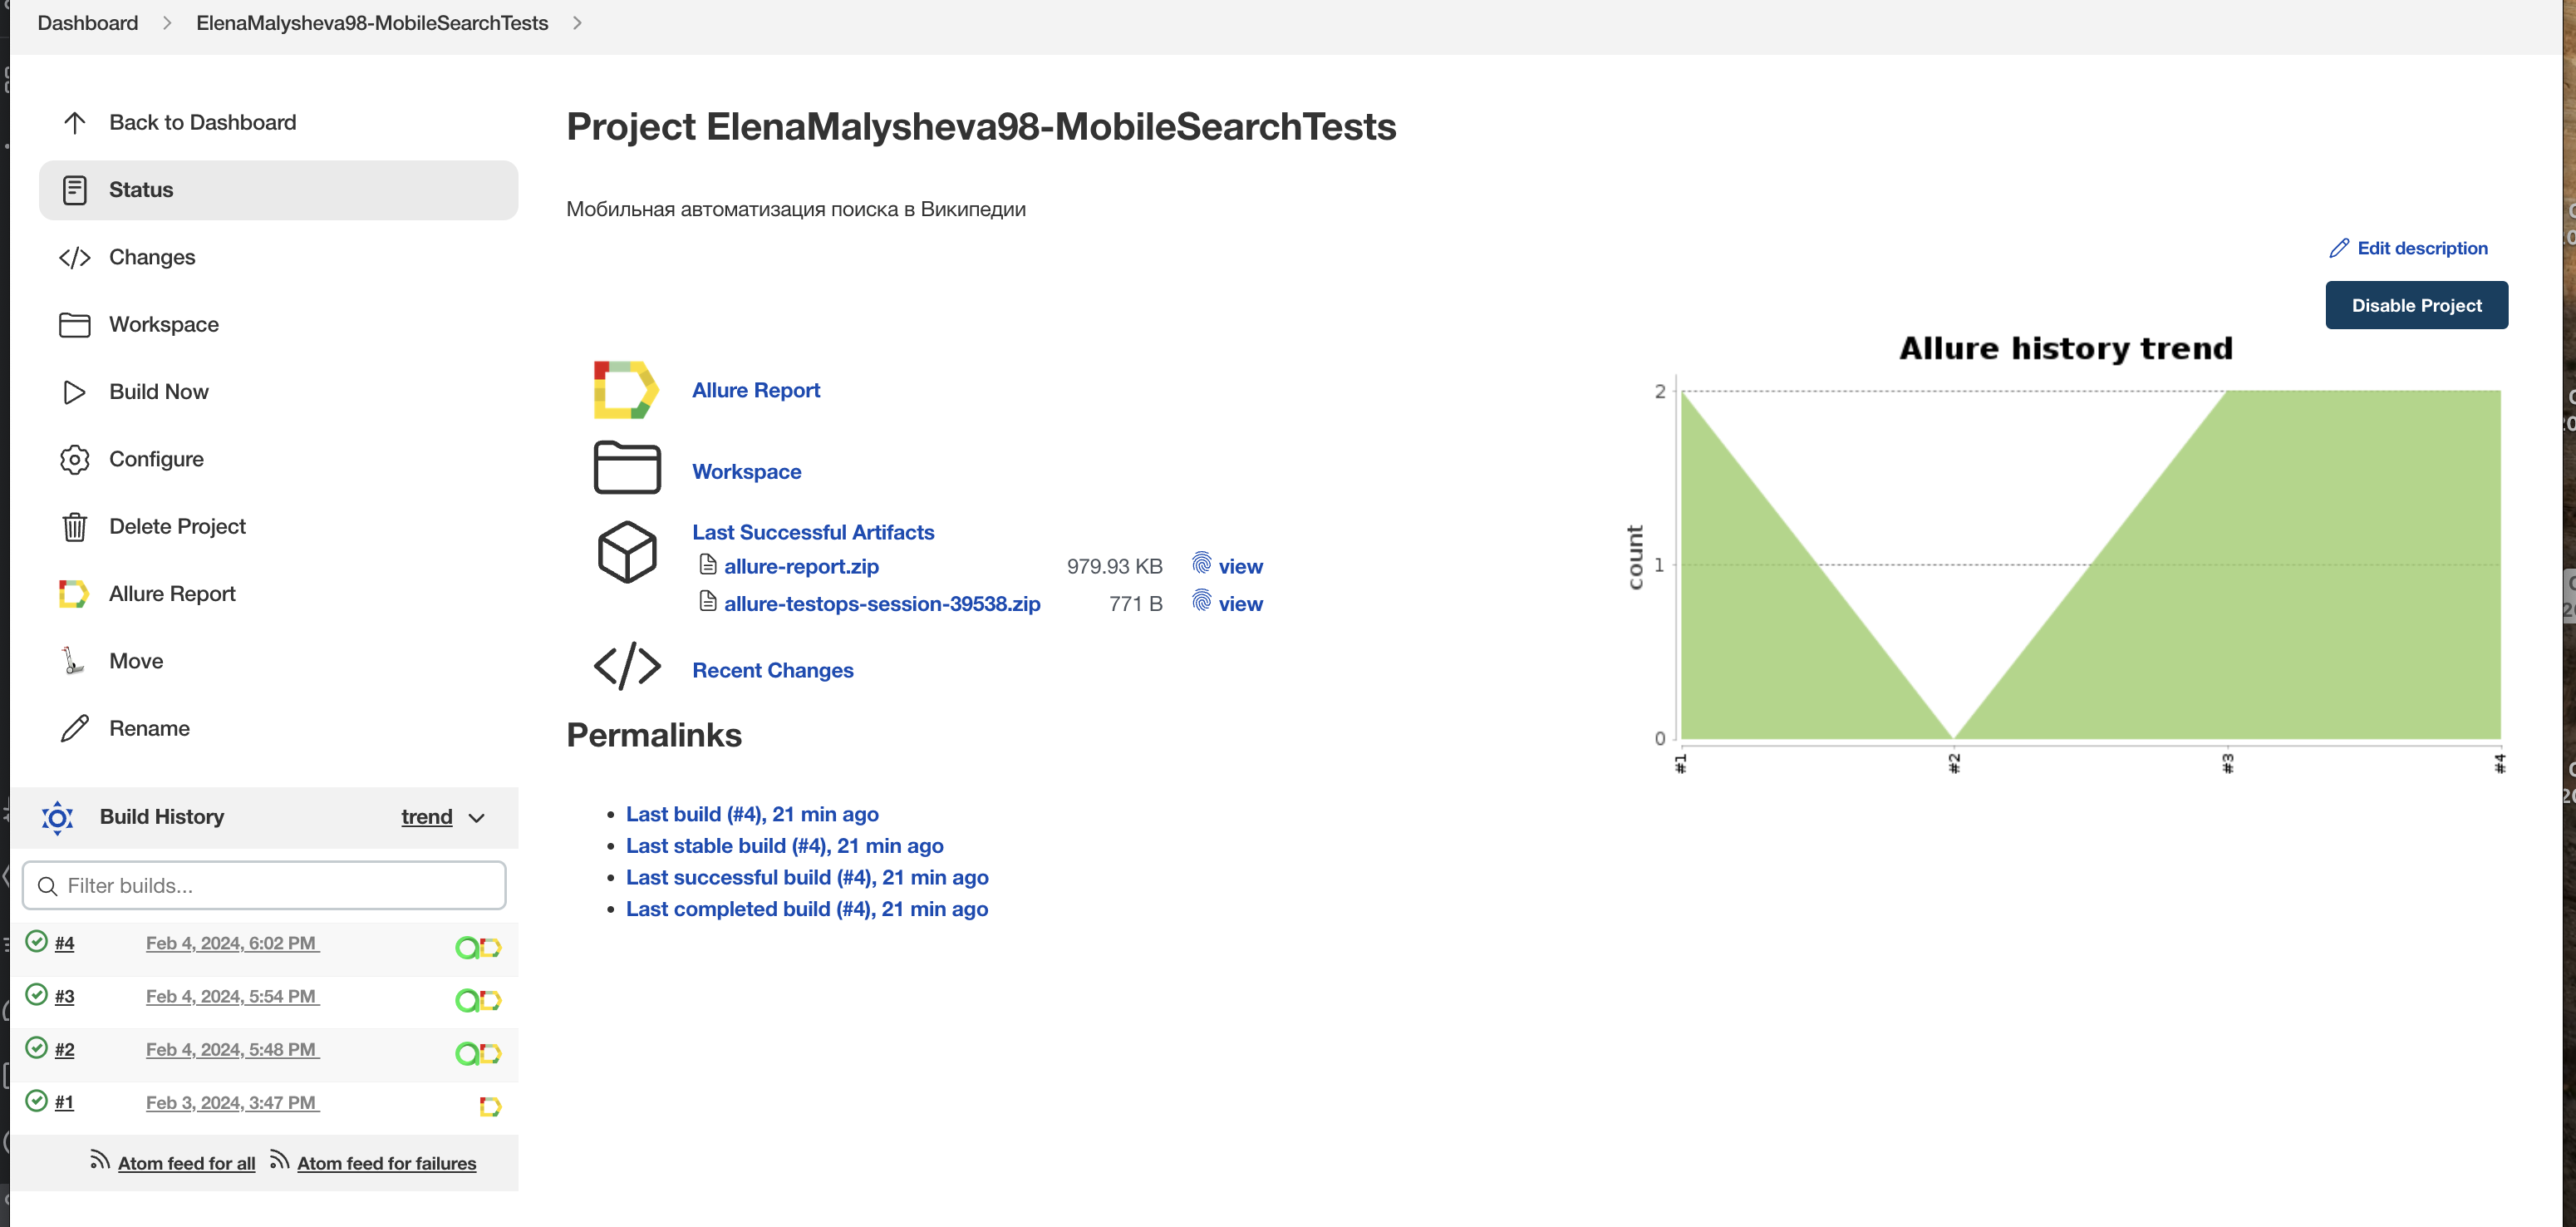 Dashboard > ElenaMalysheva98-MobileSearchTests >
Back to Dashboard
Status
Changes
Workspace
Build Now
Configure
Delete Project
Allure Report
Move
Rename
Build History trend
Filter builds...
#4 Feb 4, 2024, 6:02 PM
#3 Feb 4, 2024, 5:54 PM
#2 Feb 4, 2024, 5:48 PM
#1 Feb 3, 2024, 3:47 PM
Atom feed for all Atom feed for failures
Project ElenaMalysheva98-MobileSearchTests
Мобильная автоматизация поиска в Википедии
Edit description
Disable Project
Allure Report
Workspace
Last Successful Artifacts
allure-report.zip 979.93 KB view
allure-testops-session-39538.zip 771 B view
Recent Changes
Permalinks
Last build (#4), 21 min ago
Last stable build (#4), 21 min ago
Last successful build (#4), 21 min ago
Last completed build (#4), 21 min ago
Allure history trend
count
2
1
0
#1 #2 #3 #4